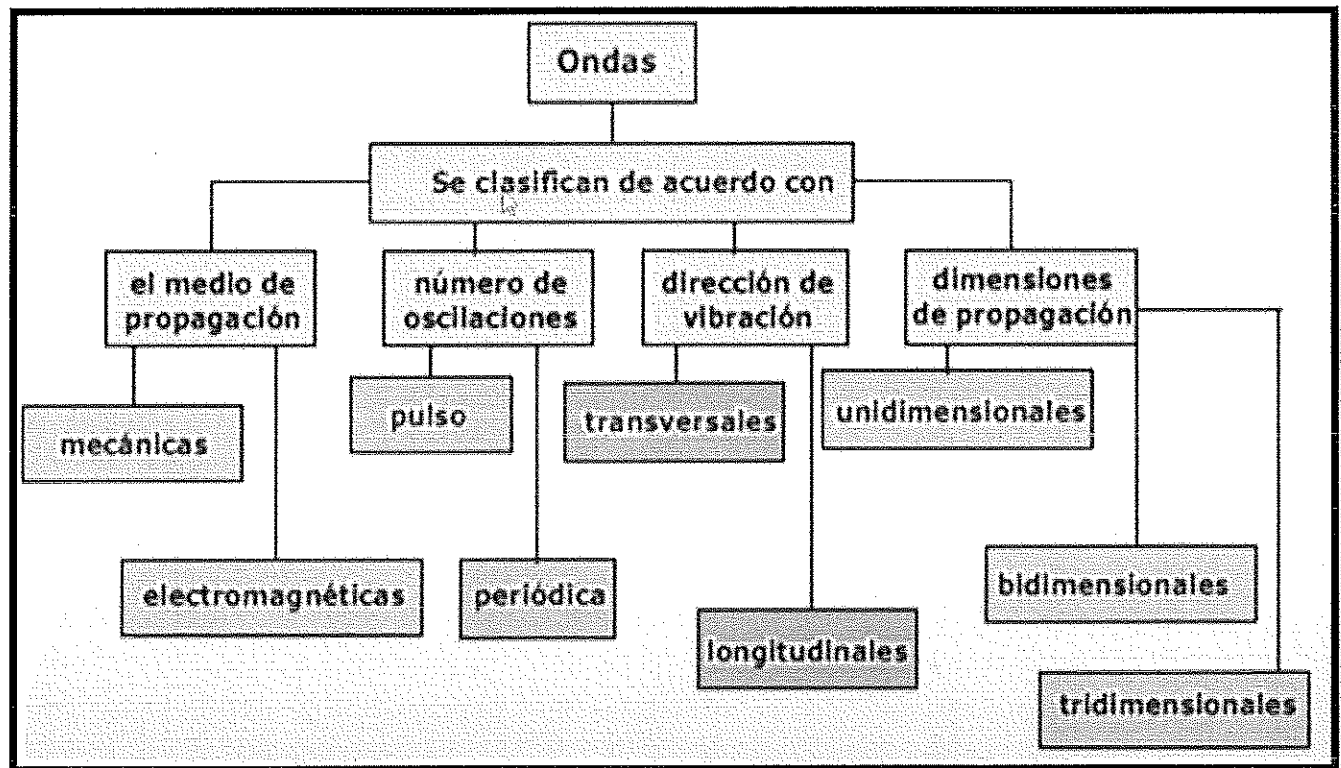 Ondas
Se clasifican de acuerdo con
el medio de
propagación
número de
oscilaciones
dirección de
vibración
dimensiones
de propagación
mecánicas
pulso
transversales
unidimensionales
electromagnéticas
periódica
longitudinales
bidimensionales
tridimensionales